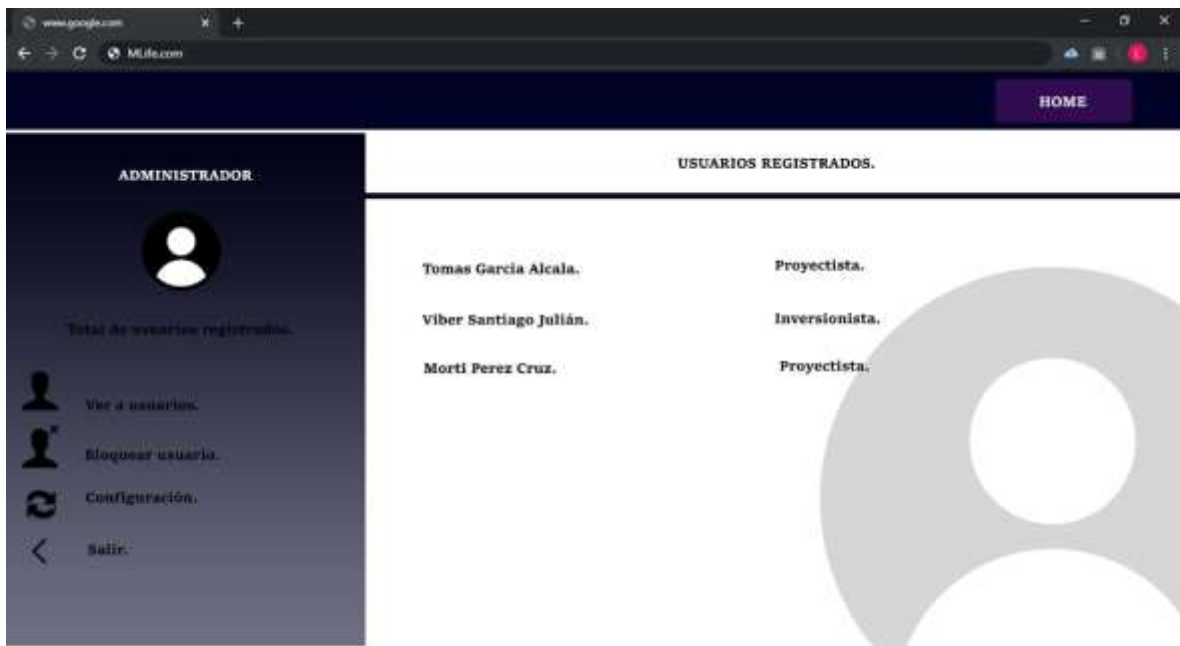 www.google.com
MLife.com
HOME
ADMINISTRADOR
USUARIOS REGISTRADOS.
Total de usuarios registrados.
Ver a usuarios.
Bloquear usuario.
Configuración.
Salir.
Tomas Garcia Alcala. Proyectista.
Viber Santiago Julián. Inversionista.
Morti Perez Cruz. Proyectista.